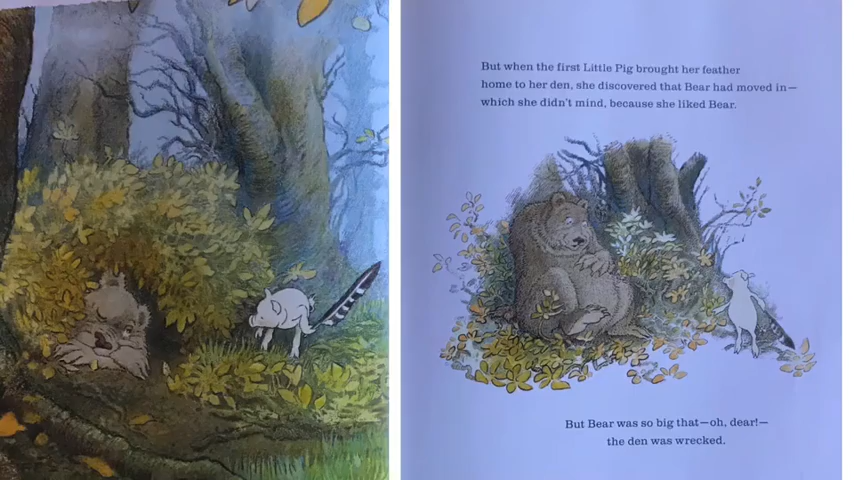 But when the first Little Pig brought her feather
home to her den, she discovered that Bear had moved in—
which she didn't mind, because she liked Bear.
But Bear was so big that—oh, dear!—
the den was wrecked.